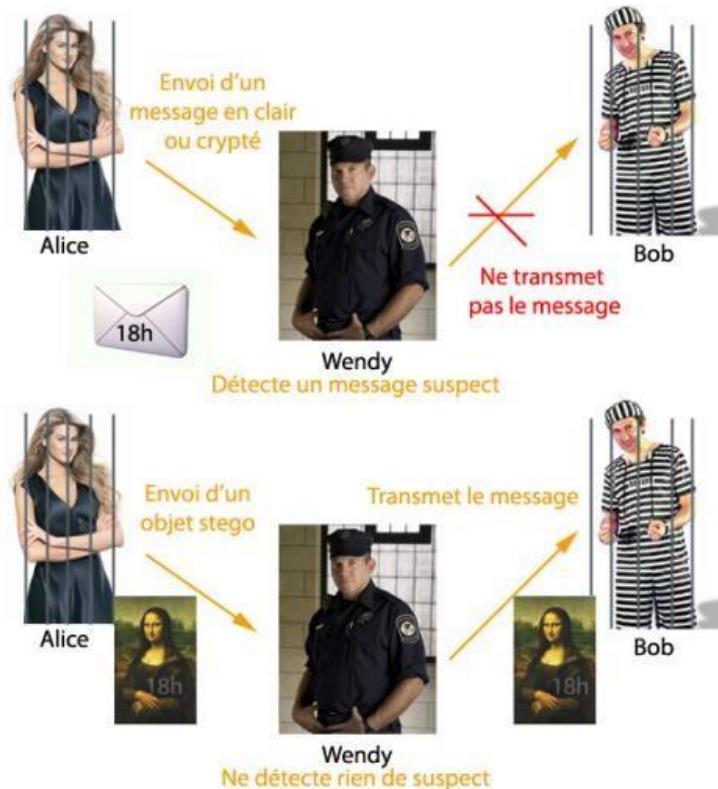 Envoi d'un
message en clair
ou crypté
Alice
Bob
Ne transmet
pas le message
18h
Wendy
Détecte un message suspect
Envoi d'un
objet stego
Transmet le message
Alice
Bob
18h
18h
Wendy
Ne détecte rien de suspect